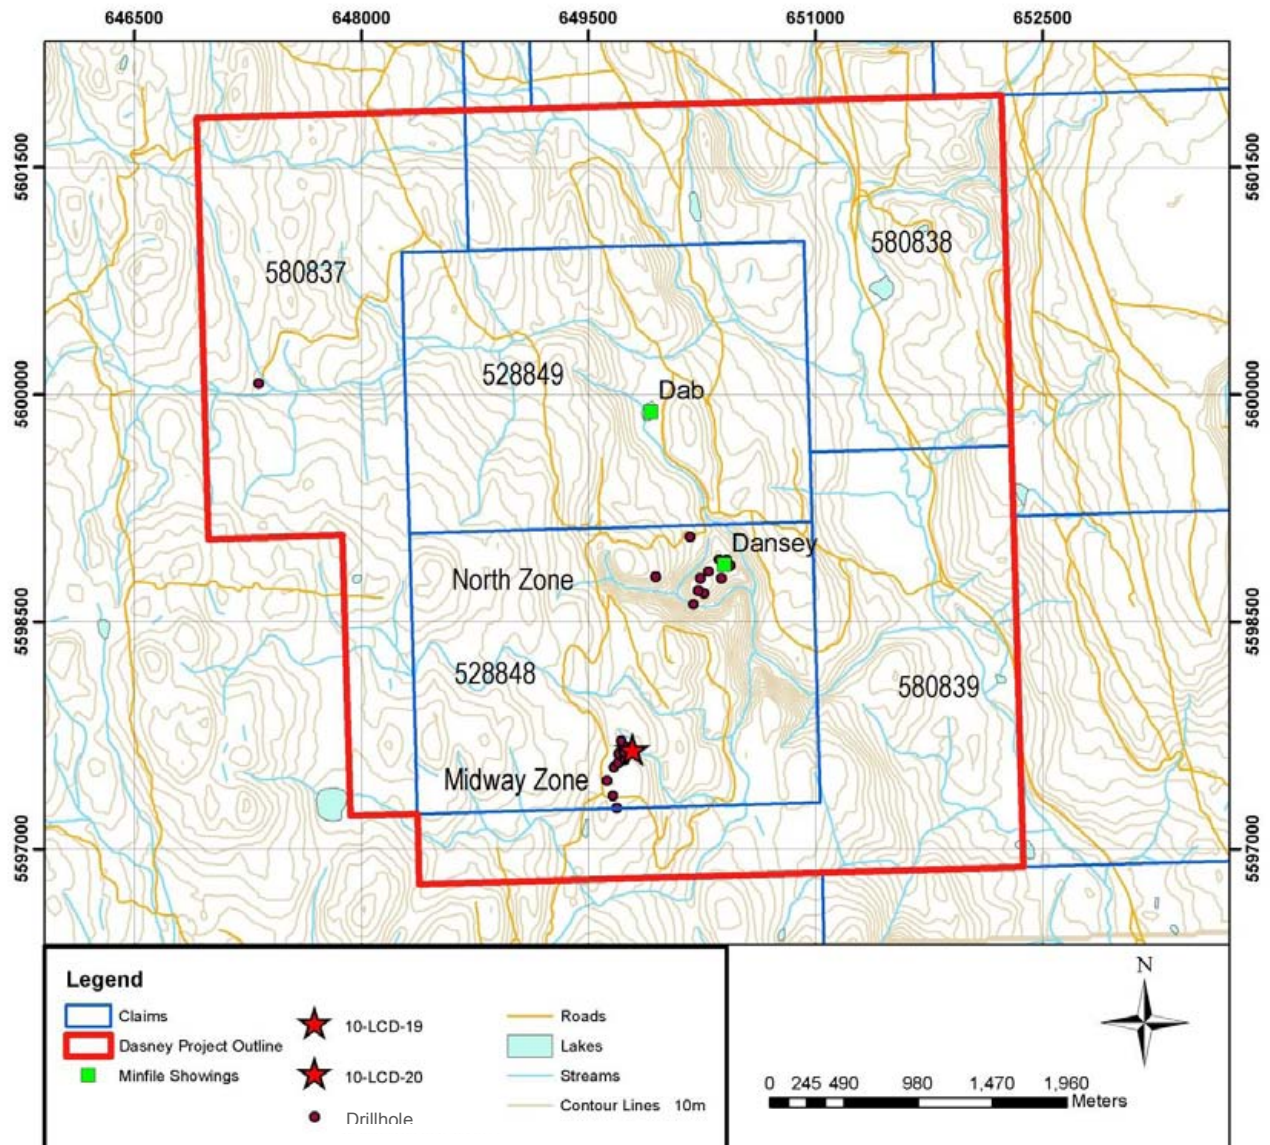 646500 648000 649500 651000 652500
5601500 5601500
580838
580837
528849
Dab
5600000 5600000
Dansey
North Zone
5598500 5598500
528848
580839
Midway Zone
5597000 5597000
Legend
Claims
Dasney Project Outline
Minfile Showings
10-LCD-19
10-LCD-20
Drillhole
Roads
Lakes
Streams
Contour Lines 10m
N
0 245 490 980 1,470 1,960
Meters